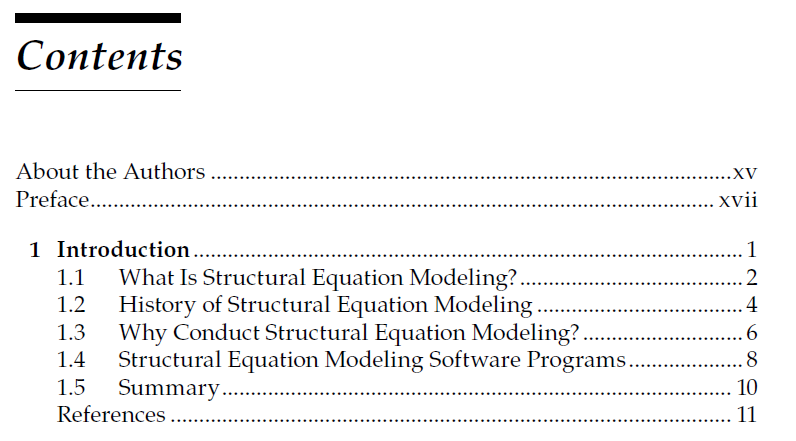 Contents
About the Authors ........................................................................................xv
Preface.......................................................................................................... xvii
1 Introduction ............................................................................................... 1
1.1 What Is Structural Equation Modeling?...................................... 2
1.2 History of Structural Equation Modeling ................................... 4
1.3 Why Conduct Structural Equation Modeling? ........................... 6
1.4 Structural Equation Modeling Software Programs.................... 8
1.5 Summary........................................................................................ 10
References ................................................................................................. 11